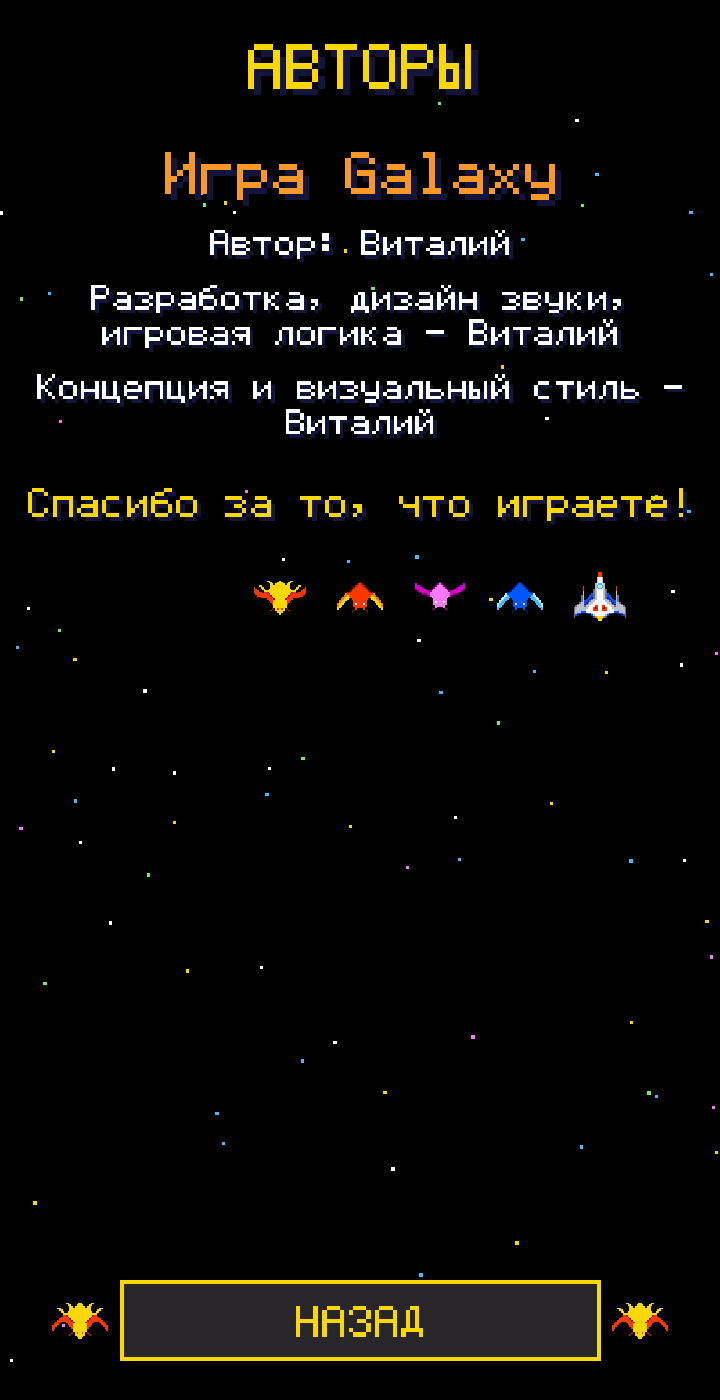 АВТОРЫ
Игра Galaxy
Автор: Виталий
Разработка, дизайн звуки,
игровая логика – Виталий
Концепция и визуальный стиль –
Виталий
Спасибо за то, что играете!
НАЗАД